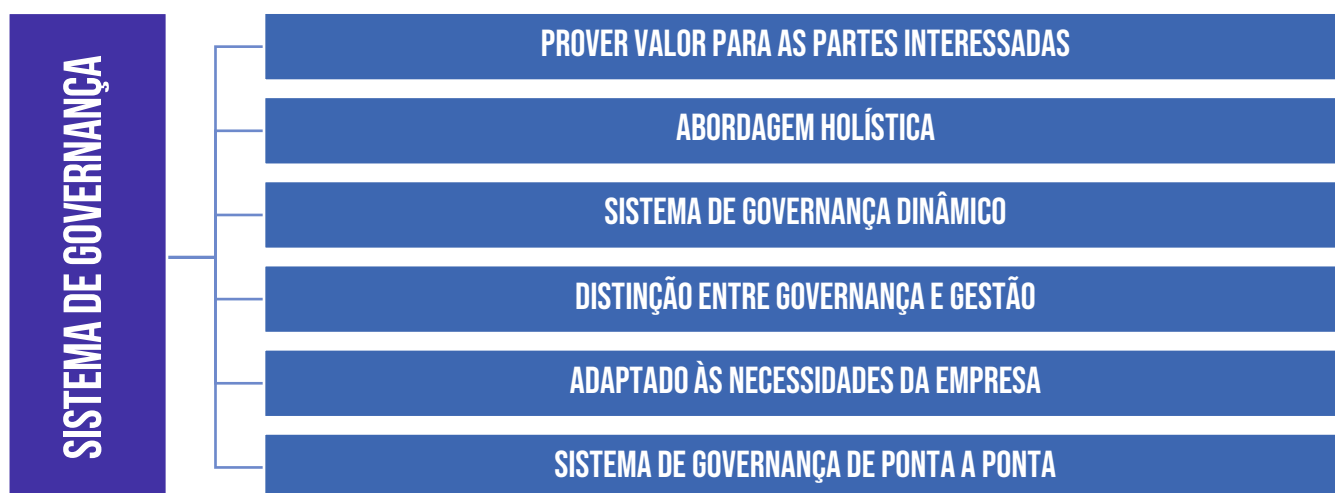 SISTEMA DE GOVERNANÇA
PROVER VALOR PARA AS PARTES INTERESSADAS
ABORDAGEM HOLÍSTICA
SISTEMA DE GOVERNANÇA DINÂMICO
DISTINÇÃO ENTRE GOVERNANÇA E GESTÃO
ADAPTADO ÀS NECESSIDADES DA EMPRESA
SISTEMA DE GOVERNANÇA DE PONTA A PONTA